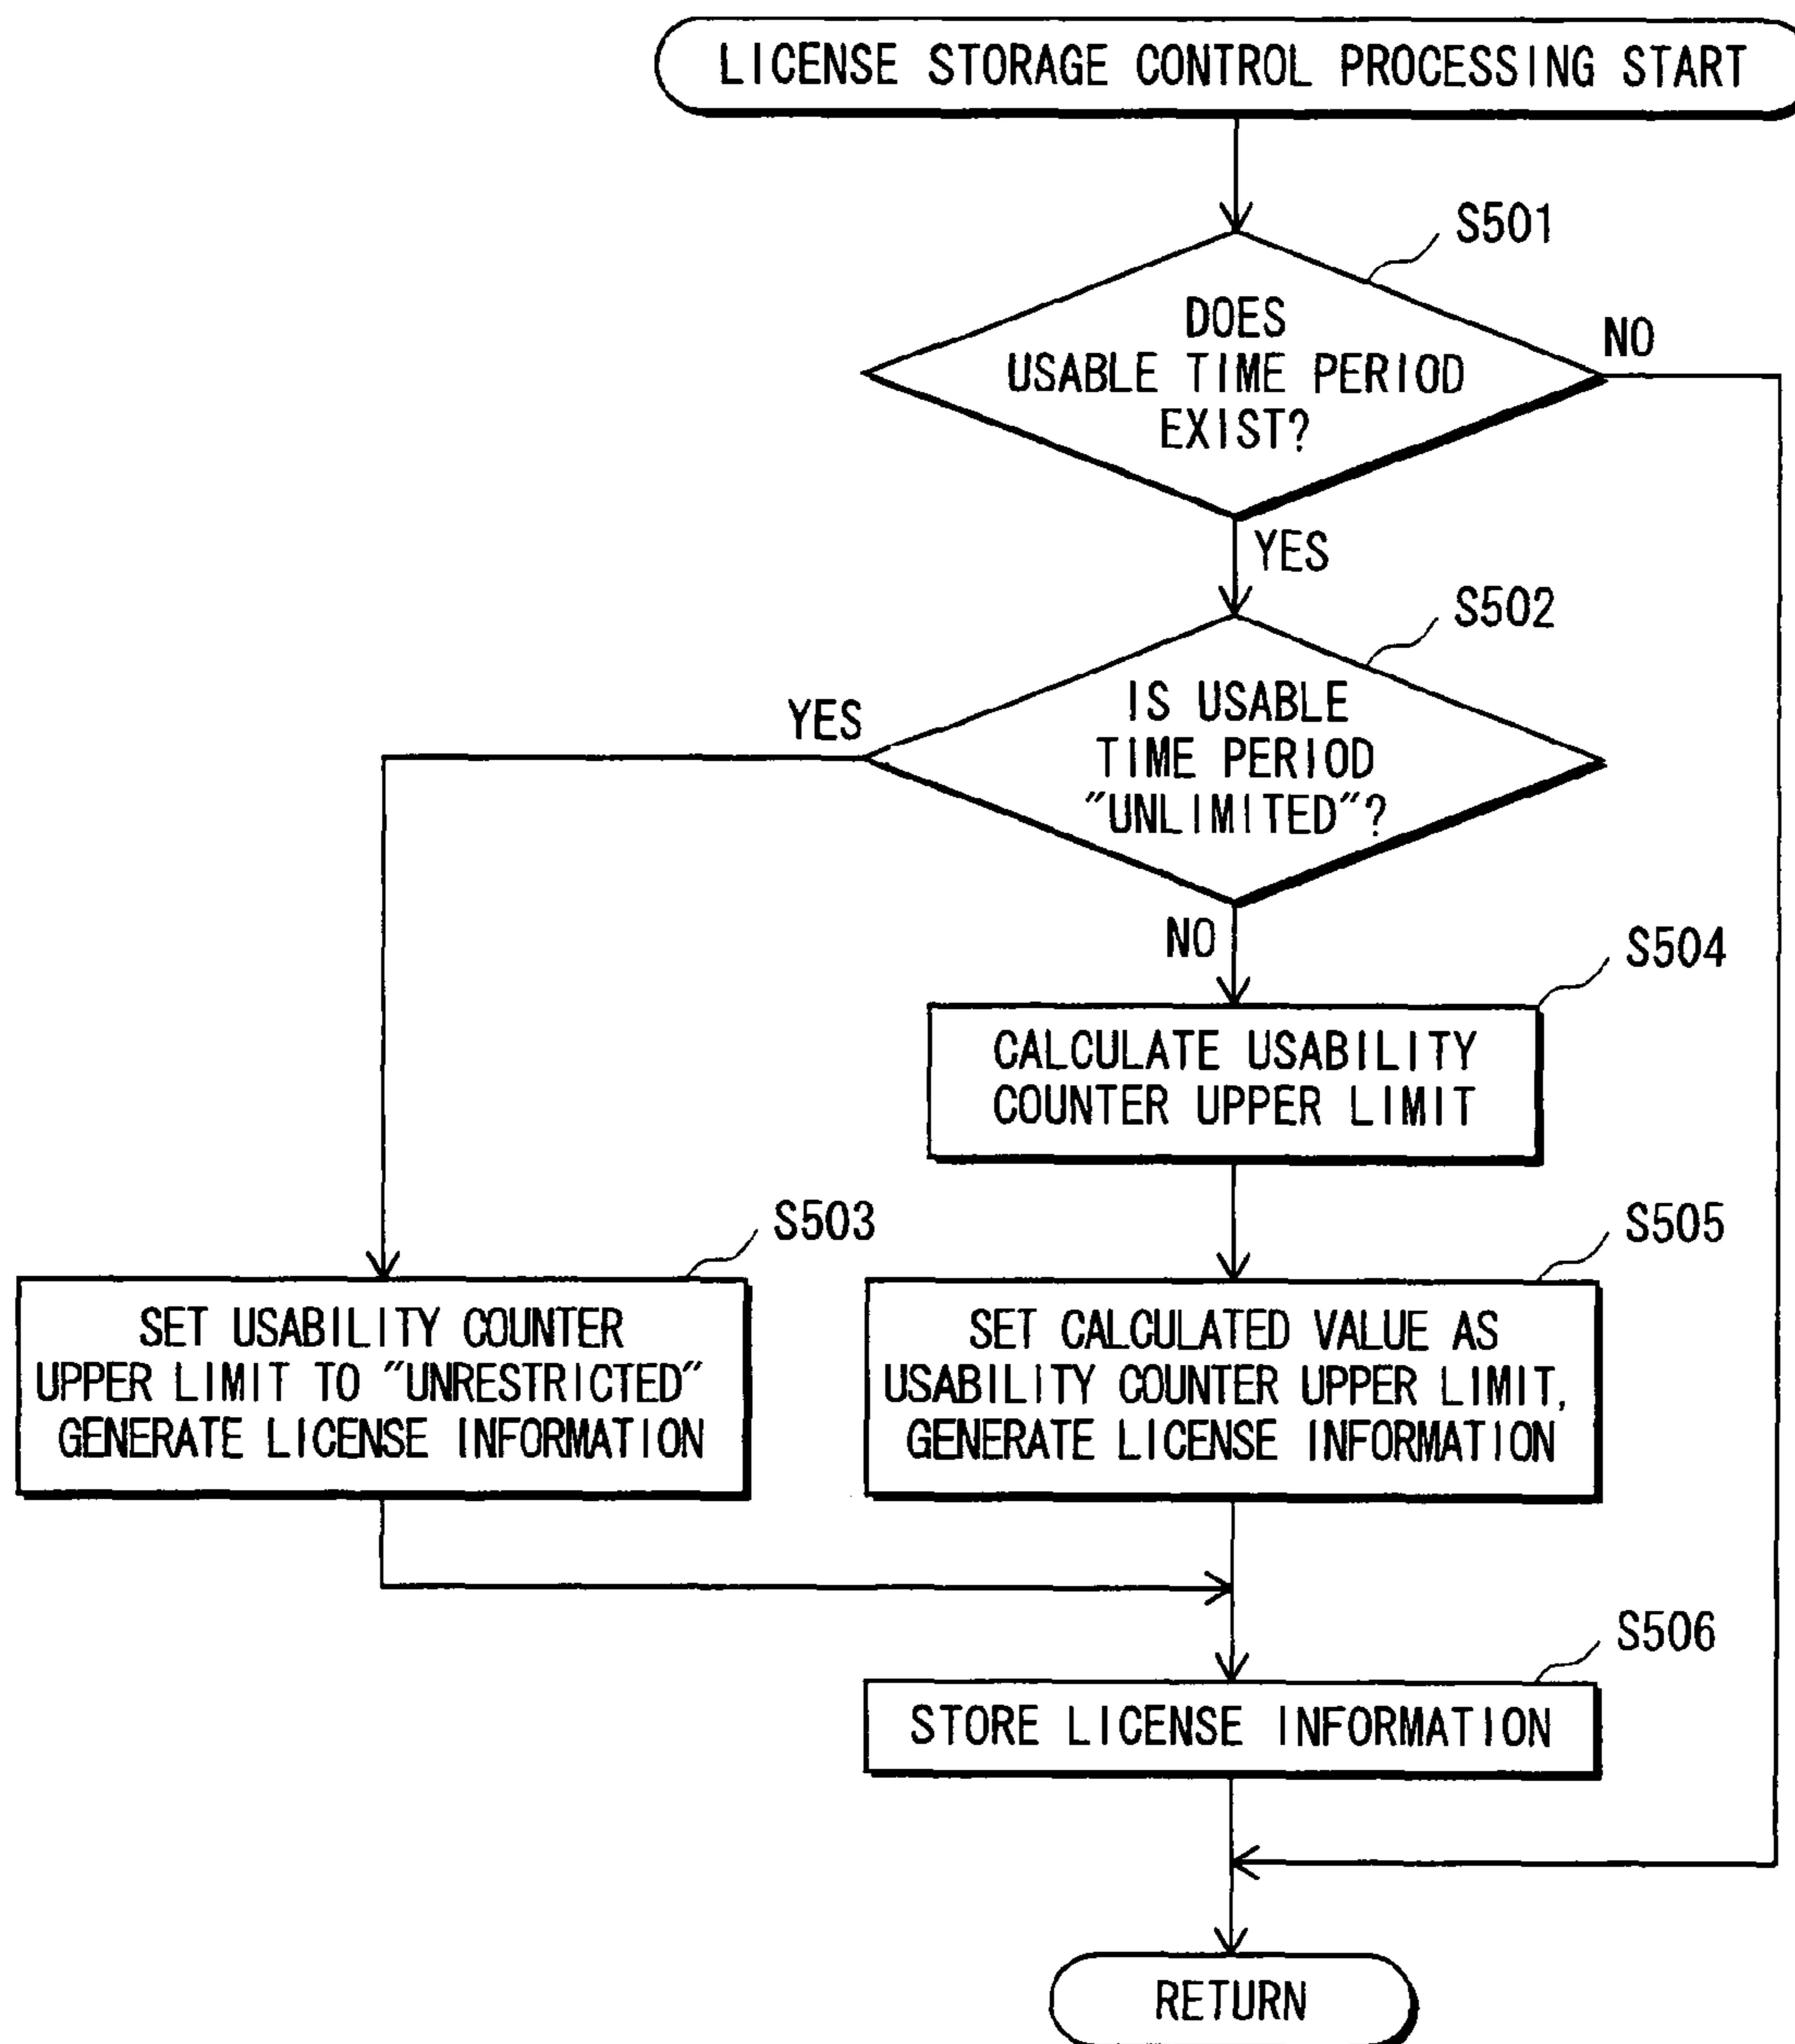 LICENSE STORAGE CONTROL PROCESSING START
S501
DOES
USABLE TIME PERIOD
EXIST?
NO
YES
S502
IS USABLE
TIME PERIOD
"UNLIMITED"?
YES
NO
S504
CALCULATE USABILITY
COUNTER UPPER LIMIT
S503
SET USABILITY COUNTER
UPPER LIMIT TO "UNRESTRICTED"
GENERATE LICENSE INFORMATION
S505
SET CALCULATED VALUE AS
USABILITY COUNTER UPPER LIMIT,
GENERATE LICENSE INFORMATION
S506
STORE LICENSE INFORMATION
RETURN